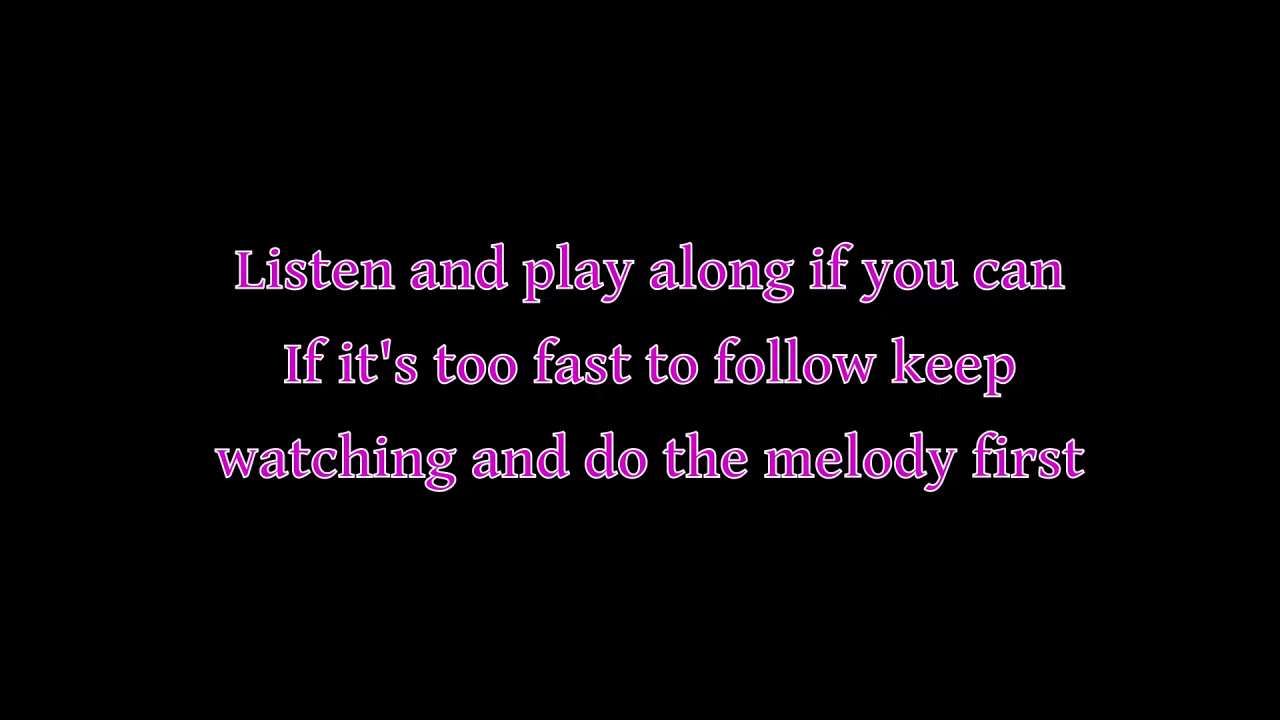 Listen and play along if you can
If it's too fast to follow keep
watching and do the melody first